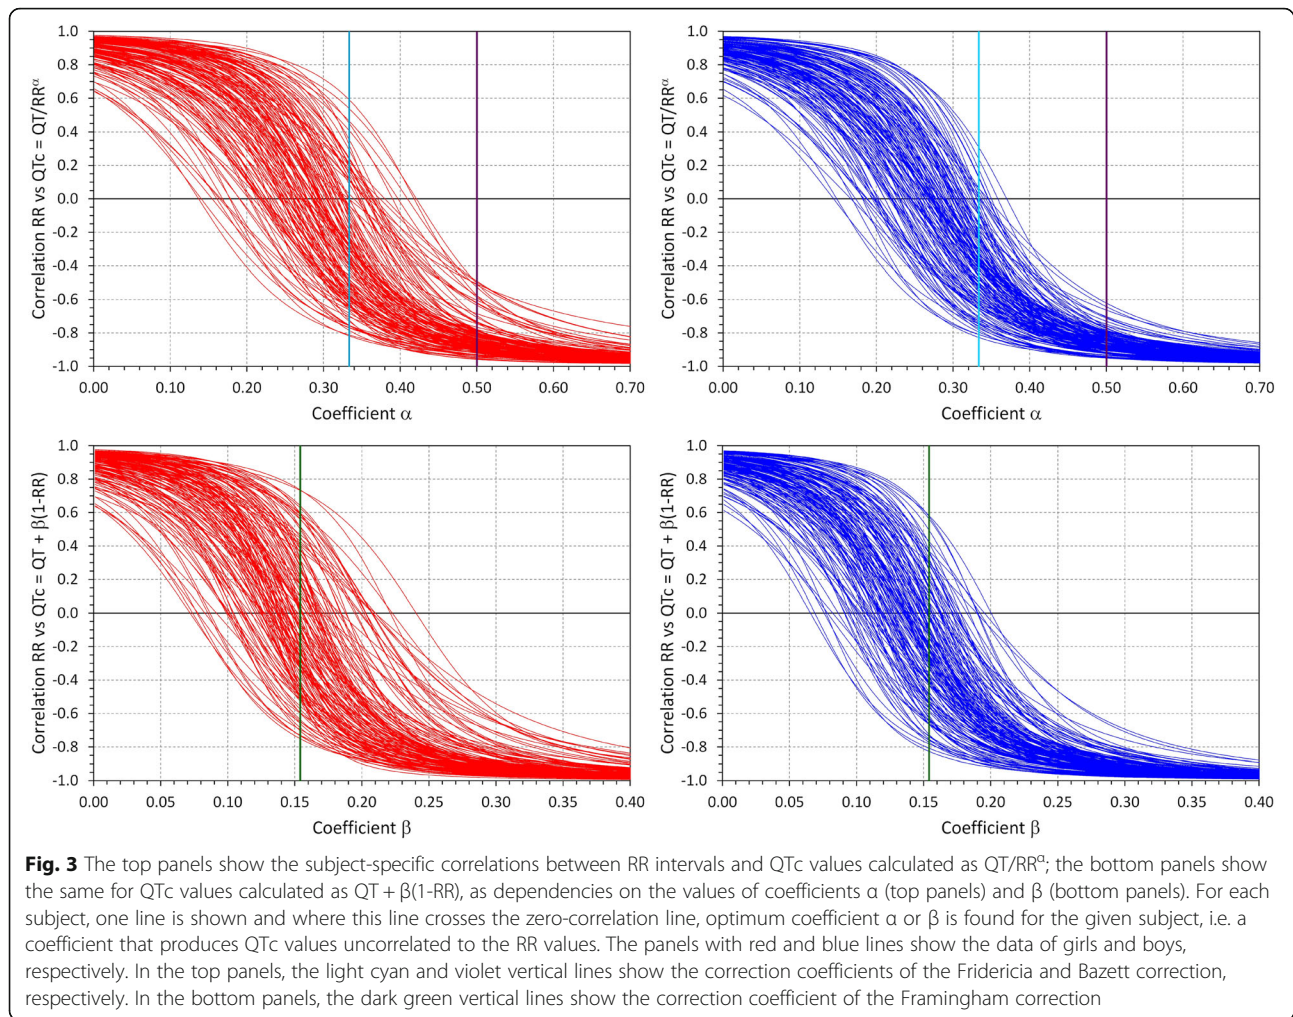 1.0
0.8
0.6
0.4
0.2
0.0
-0.2
-0.4
-0.6
-0.8
-1.0
Correlation RR vs QTc = QT/RR^α
0.00 0.10 0.20 0.30 0.40 0.50 0.60 0.70
Coefficient α
1.0
0.8
0.6
0.4
0.2
0.0
-0.2
-0.4
-0.6
-0.8
-1.0
Correlation RR vs QTc = QT/RR^α
0.00 0.10 0.20 0.30 0.40 0.50 0.60 0.70
Coefficient α
1.0
0.8
0.6
0.4
0.2
0.0
-0.2
-0.4
-0.6
-0.8
-1.0
Correlation RR vs QTc = QT + β(1-RR)
0.00 0.05 0.10 0.15 0.20 0.25 0.30 0.35 0.40
Coefficient β
1.0
0.8
0.6
0.4
0.2
0.0
-0.2
-0.4
-0.6
-0.8
-1.0
Correlation RR vs QTc = QT + β(1-RR)
0.00 0.05 0.10 0.15 0.20 0.25 0.30 0.35 0.40
Coefficient β
Fig. 3 The top panels show the subject-specific correlations between RR intervals and QTc values calculated as QT/RR^α; the bottom panels show
the same for QTc values calculated as QT + β(1-RR), as dependencies on the values of coefficients α (top panels) and β (bottom panels). For each
subject, one line is shown and where this line crosses the zero-correlation line, optimum coefficient α or β is found for the given subject, i.e. a
coefficient that produces QTc values uncorrelated to the RR values. The panels with red and blue lines show the data of girls and boys,
respectively. In the top panels, the light cyan and violet vertical lines show the correction coefficients of the Fridericia and Bazett correction,
respectively. In the bottom panels, the dark green vertical lines show the correction coefficient of the Framingham correction